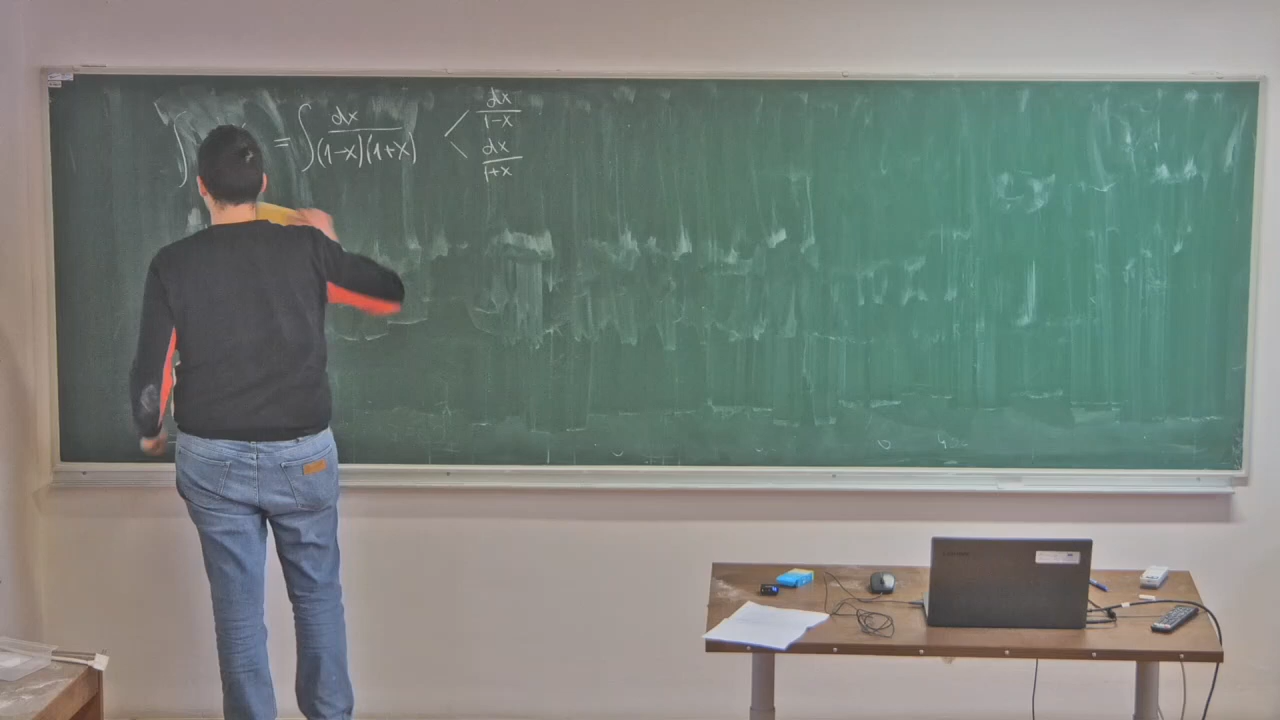 ∫ = ∫ dx/((1-x)(1+x)) < dx/(1-x)
dx/(1+x)